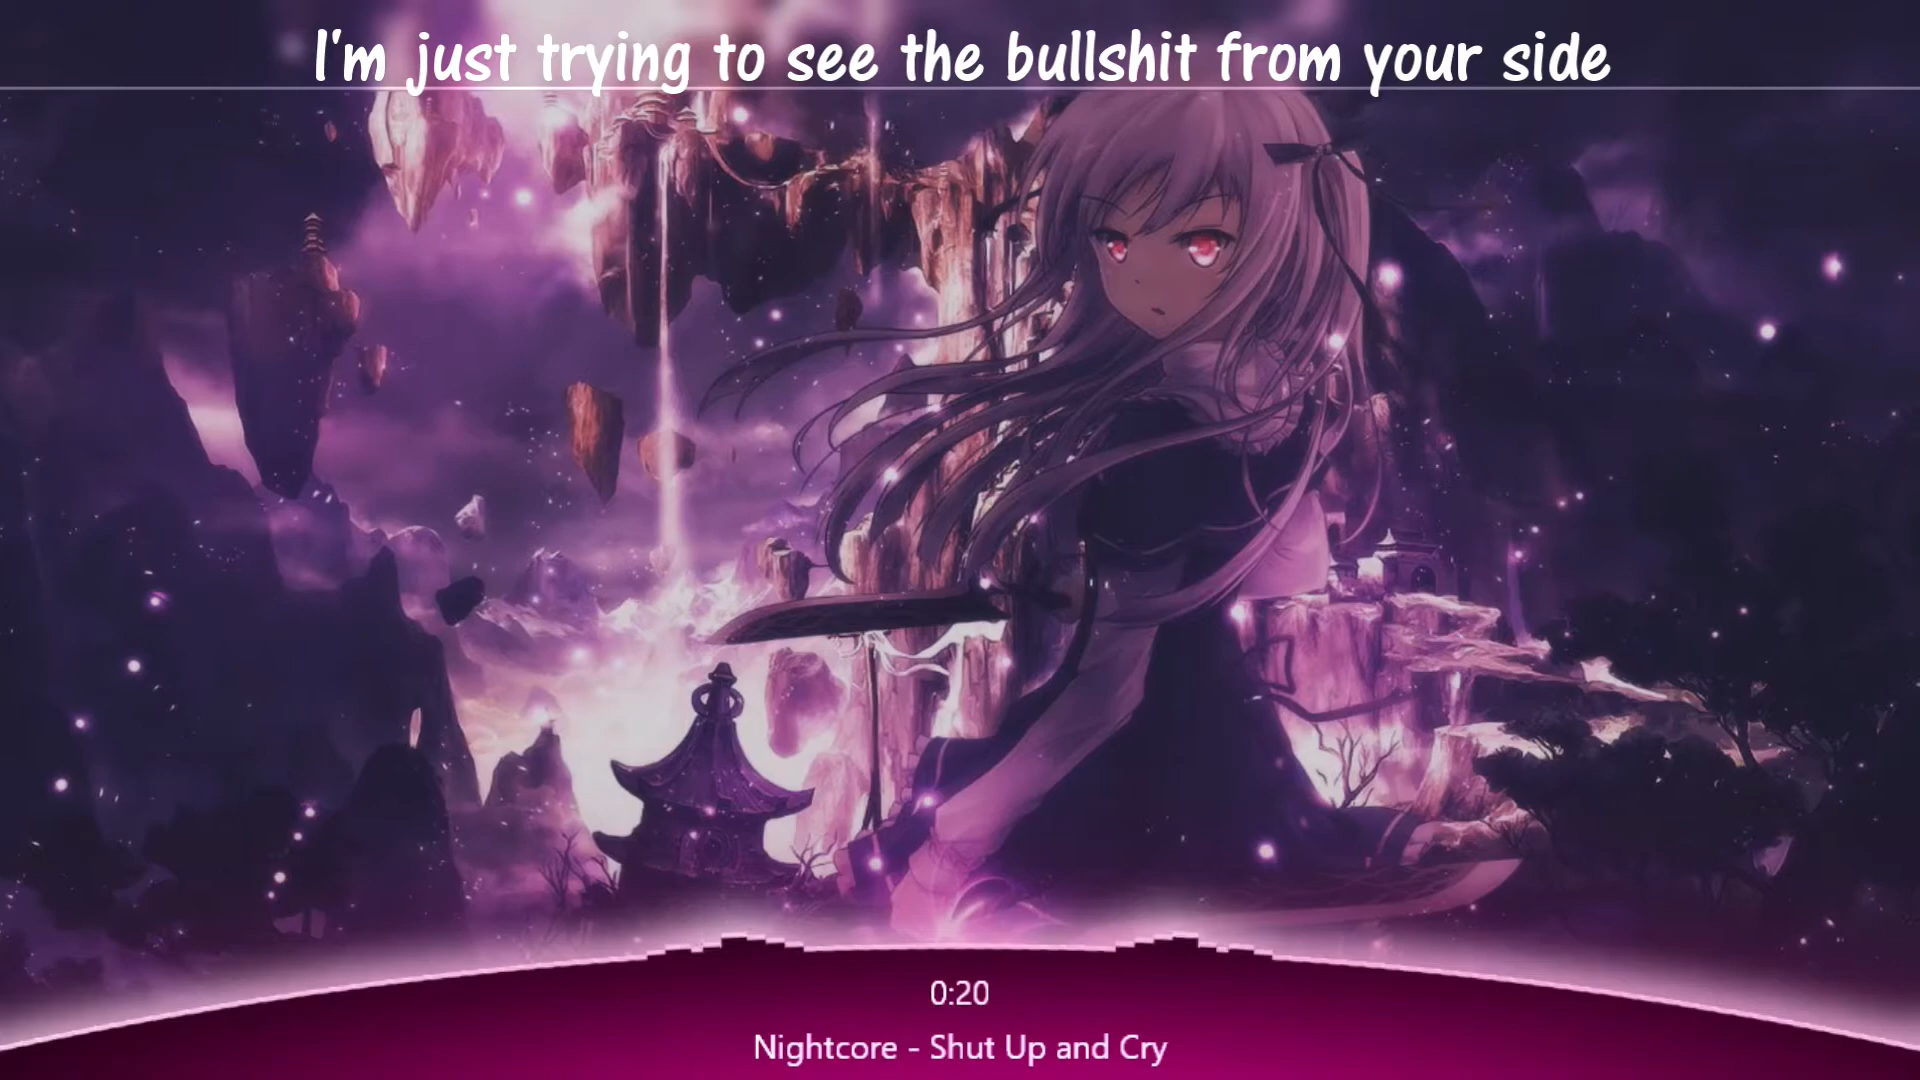 I'm just trying to see the bullshit from your side
0:20
Nightcore - Shut Up and Cry